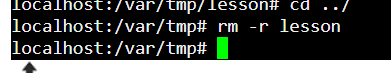 localhost:/var/tmp/lesson# cd ../
localhost:/var/tmp# rm -r lesson
localhost:/var/tmp#